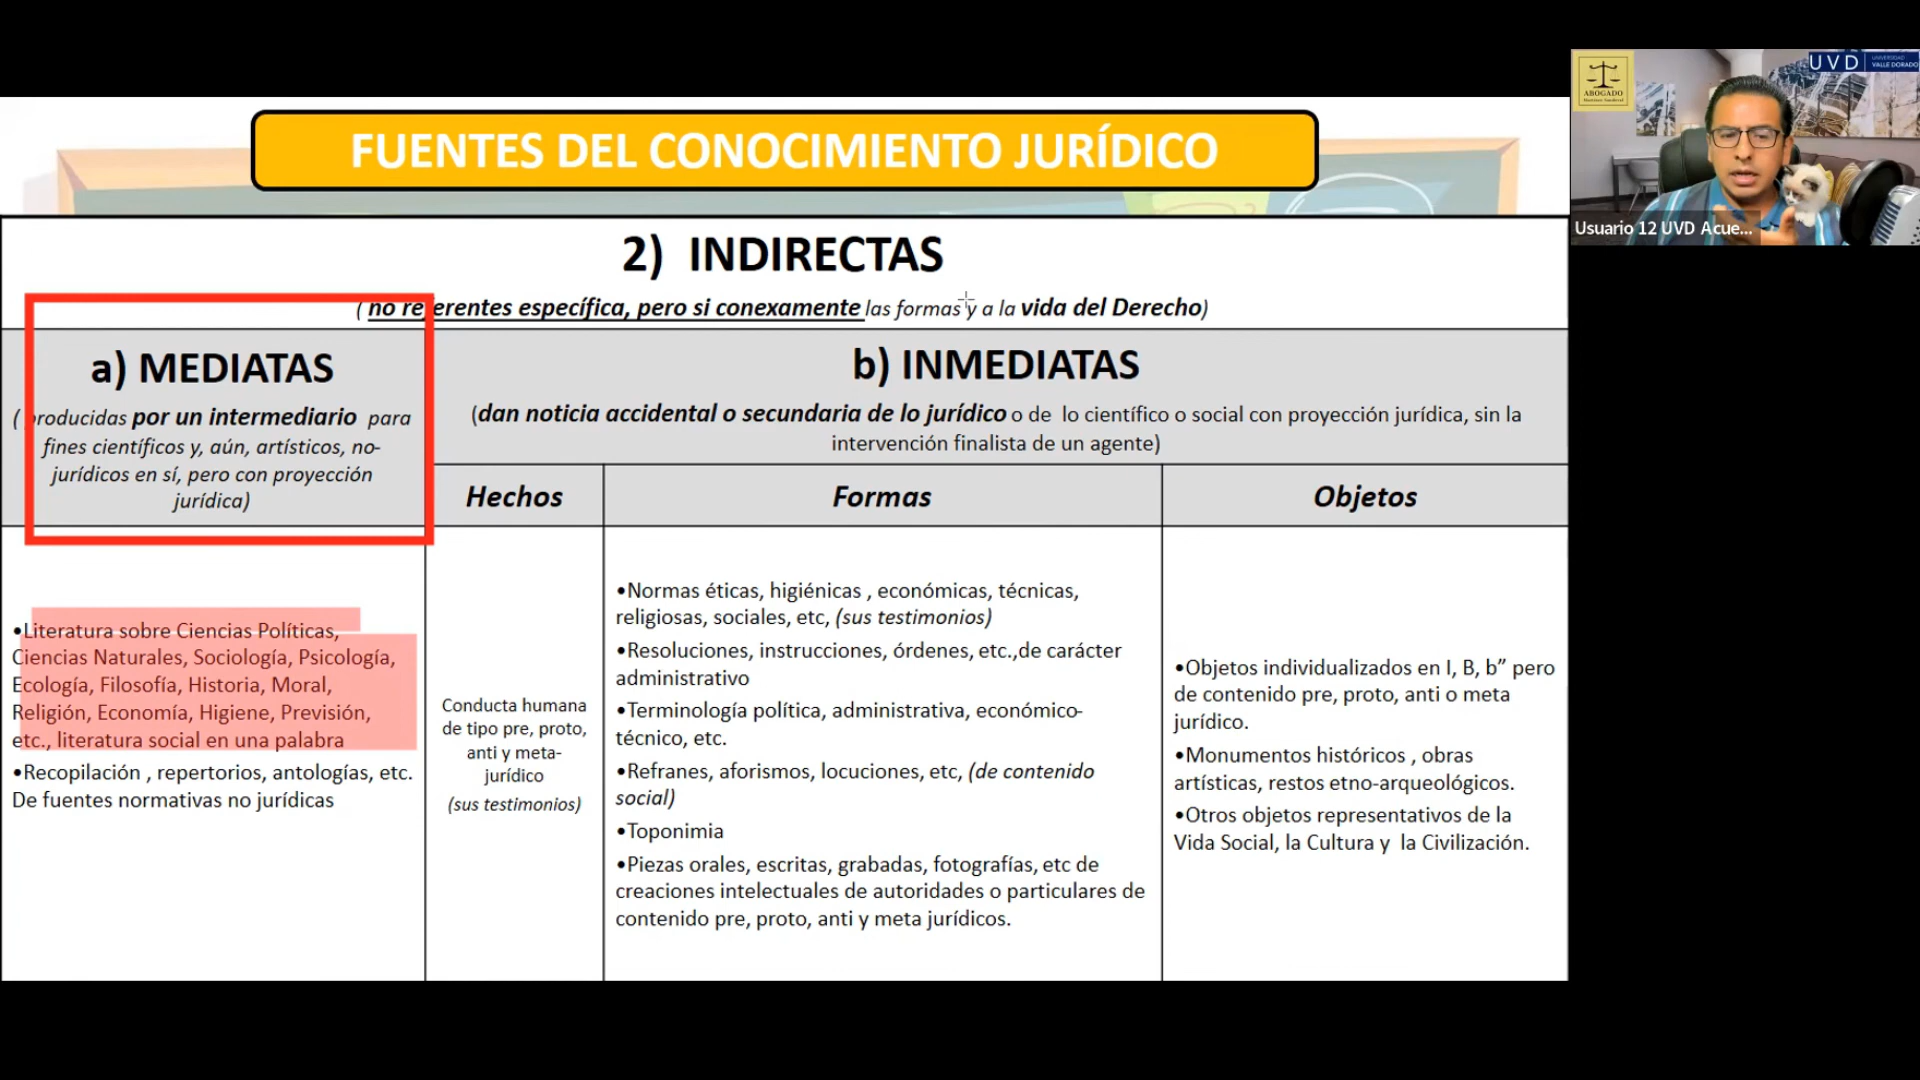 FUENTES DEL CONOCIMIENTO JURÍDICO
2) INDIRECTAS
( no referentes específica, pero si conexamente las formas y a la vida del Derecho)
a) MEDIATAS
( producidas por un intermediario para
fines científicos y, aún, artísticos, no-
jurídicos en sí, pero con proyección
jurídica)
b) INMEDIATAS
(dan noticia accidental o secundaria de lo jurídico o de lo científico o social con proyección jurídica, sin la
intervención finalista de un agente)
Hechos
Formas
Objetos
•Literatura sobre Ciencias Políticas,
Ciencias Naturales, Sociología, Psicología,
Ecología, Filosofía, Historia, Moral,
Religión, Economía, Higiene, Previsión,
etc., literatura social en una palabra
•Recopilación , repertorios, antologías, etc.
De fuentes normativas no jurídicas
Conducta humana
de tipo pre, proto,
anti y meta-
jurídico
(sus testimonios)
•Normas éticas, higiénicas , económicas, técnicas,
religiosas, sociales, etc, (sus testimonios)
•Resoluciones, instrucciones, órdenes, etc.,de carácter
administrativo
•Terminología política, administrativa, económico-
técnico, etc.
•Refranes, aforismos, locuciones, etc, (de contenido
social)
•Toponimia
•Piezas orales, escritas, grabadas, fotografías, etc de
creaciones intelectuales de autoridades o particulares de
contenido pre, proto, anti y meta jurídicos.
•Objetos individualizados en I, B, b” pero
de contenido pre, proto, anti o meta
jurídico.
•Monumentos históricos , obras
artísticas, restos etno-arqueológicos.
•Otros objetos representativos de la
Vida Social, la Cultura y la Civilización.
ABOGADO
UVD
UNIVERSIDAD
VALLE DORADO
Usuario 12 UVD Acue...